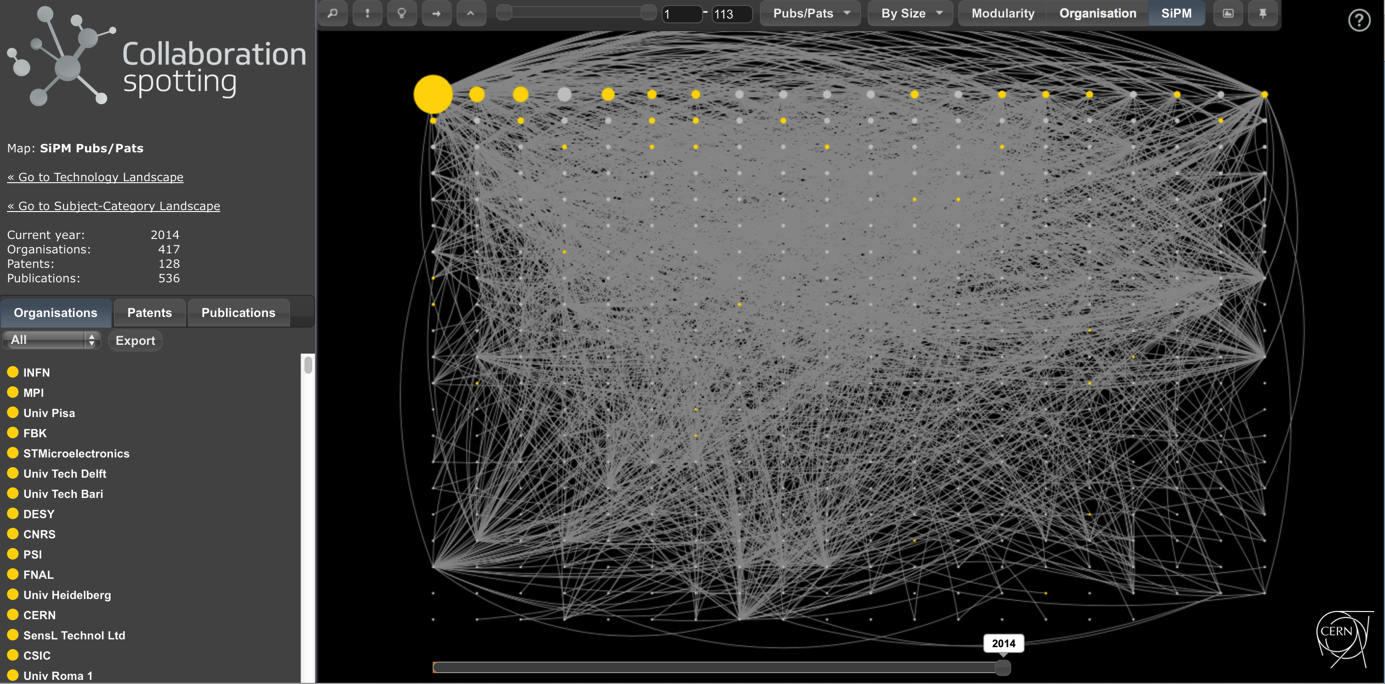 Collaboration
spotting
Map: SiPM Pubs/Pats
« Go to Technology Landscape
« Go to Subject-Category Landscape
Current year: 2014
Organisations: 417
Patents: 128
Publications: 536
Organisations Patents Publications
All Export
INFN
MPI
Univ Pisa
FBK
STMicroelectronics
Univ Tech Delft
Univ Tech Bari
DESY
CNRS
PSI
FNAL
Univ Heidelberg
CERN
SensL Technol Ltd
CSIC
Univ Roma 1
1 - 113 Pubs/Pats By Size Modularity Organisation SiPM
?
2014
CERN